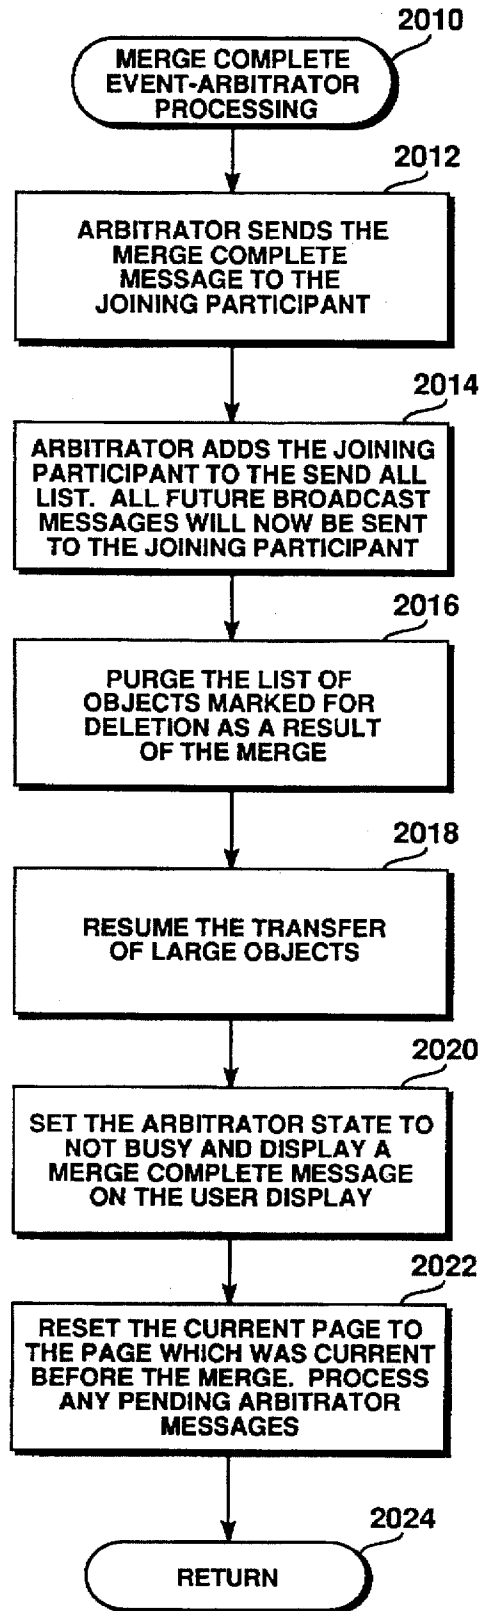 2010
MERGE COMPLETE
EVENT-ARBITRATOR
PROCESSING
2012
ARBITRATOR SENDS THE
MERGE COMPLETE
MESSAGE TO THE
JOINING PARTICIPANT
2014
ARBITRATOR ADDS THE JOINING
PARTICIPANT TO THE SEND ALL
LIST. ALL FUTURE BROADCAST
MESSAGES WILL NOW BE SENT
TO THE JOINING PARTICIPANT
2016
PURGE THE LIST OF
OBJECTS MARKED FOR
DELETION AS A RESULT
OF THE MERGE
2018
RESUME THE TRANSFER
OF LARGE OBJECTS
2020
SET THE ARBITRATOR STATE TO
NOT BUSY AND DISPLAY A
MERGE COMPLETE MESSAGE
ON THE USER DISPLAY
2022
RESET THE CURRENT PAGE TO
THE PAGE WHICH WAS CURRENT
BEFORE THE MERGE. PROCESS
ANY PENDING ARBITRATOR
MESSAGES
2024
RETURN